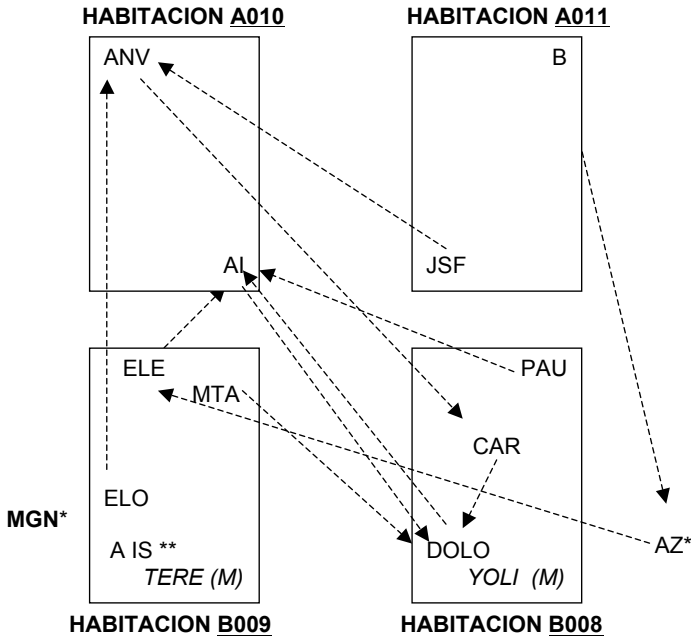 HABITACION A010
HABITACION A011
ANV
B
AI
JSF
ELE
PAU
MTA
CAR
ELO
MGN*
A IS **
DOLO
AZ*
TERE (M)
YOLI (M)
HABITACION B009
HABITACION B008